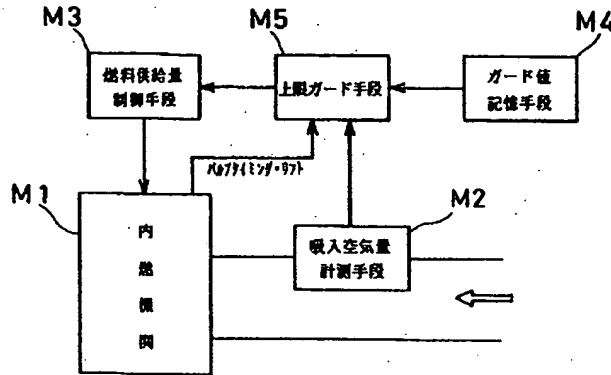 M3
M5
M4
燃料供給量
制御手段
上限ガード手段
ガード値
記憶手段
バルブタイミング・リフト
M1
M2
内
燃
機
関
吸入空気量
計測手段